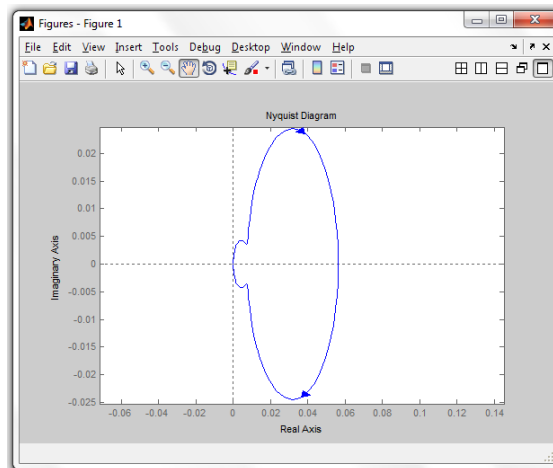 Figures - Figure 1
File Edit View Insert Tools Debug Desktop Window Help
Nyquist Diagram
0.02
0.015
0.01
0.005
0
-0.005
-0.01
-0.015
-0.02
-0.025
Imaginary Axis
-0.06 -0.04 -0.02 0 0.02 0.04 0.06 0.08 0.1 0.12 0.14
Real Axis